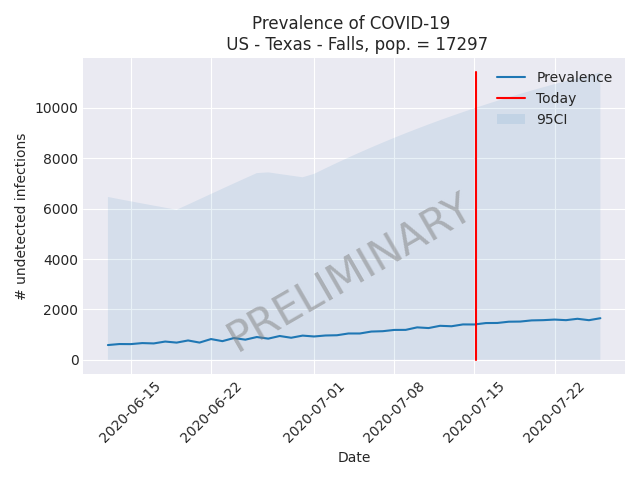 Prevalence of COVID-19
US - Texas - Falls, pop. = 17297
Prevalence
Today
95CI
# undetected infections
10000
8000
6000
4000
2000
0
PRELIMINARY
2020-06-15
2020-06-22
2020-07-01
2020-07-08
2020-07-15
2020-07-22
Date